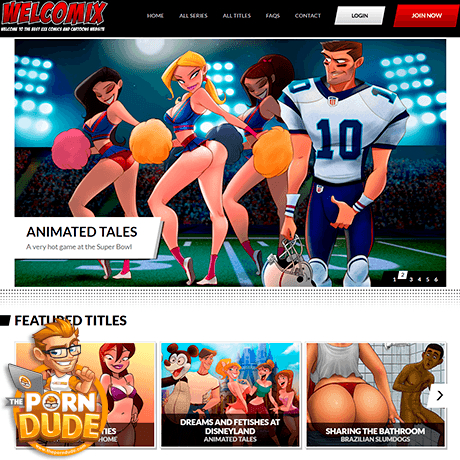 WELCOMIX
WELCOME TO THE BEST XXX COMICS AND CARTOONS WEBSITE
HOME ALL SERIES ALL TITLES FAQS CONTACT LOGIN JOIN NOW
10
ANIMATED TALES
A very hot game at the Super Bowl
1 2 3 4 5 6
FEATURED TITLES
THE
PORN
DUDE
TIES
HOME
DREAMS AND FETISHES AT
DISNEYLAND
ANIMATED TALES
SHARING THE BATHROOM
BRAZILIAN SLUMDOGS